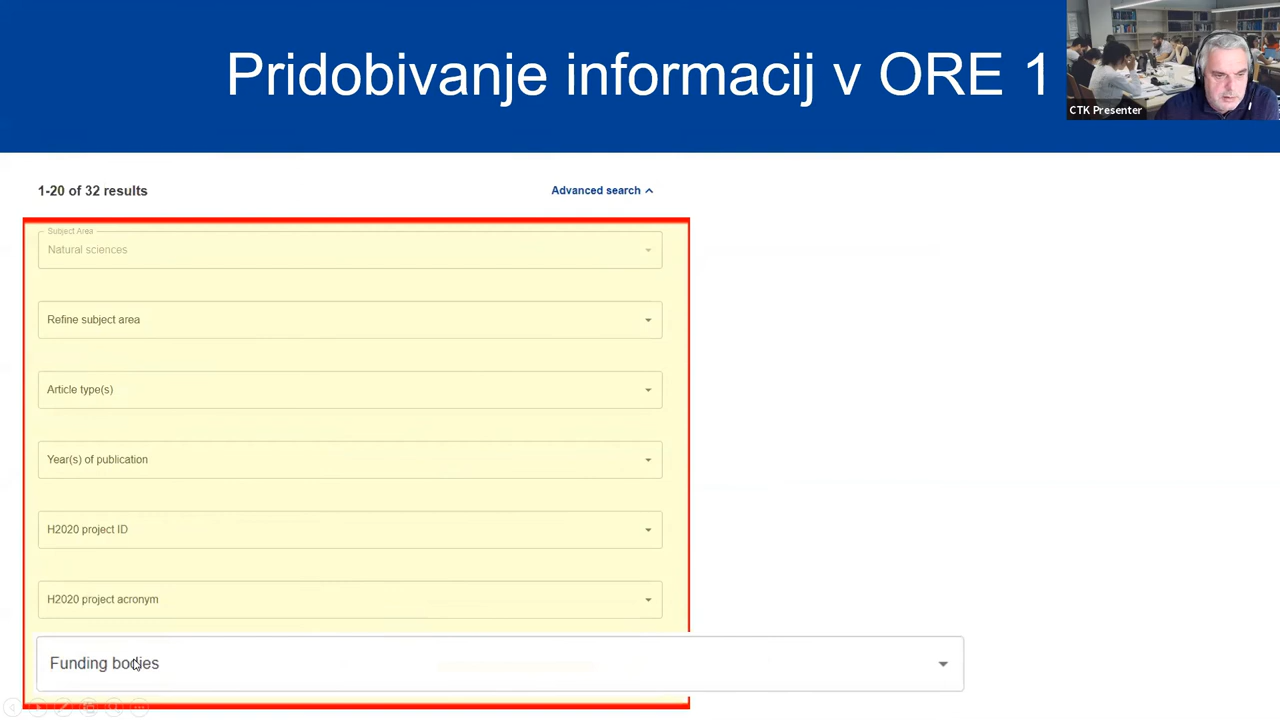 Pridobivanje informacij v ORE 1
CTK Presenter
1-20 of 32 results
Advanced search
Subject Area
Natural sciences
Refine subject area
Article type(s)
Year(s) of publication
H2020 project ID
H2020 project acronym
Funding bodies